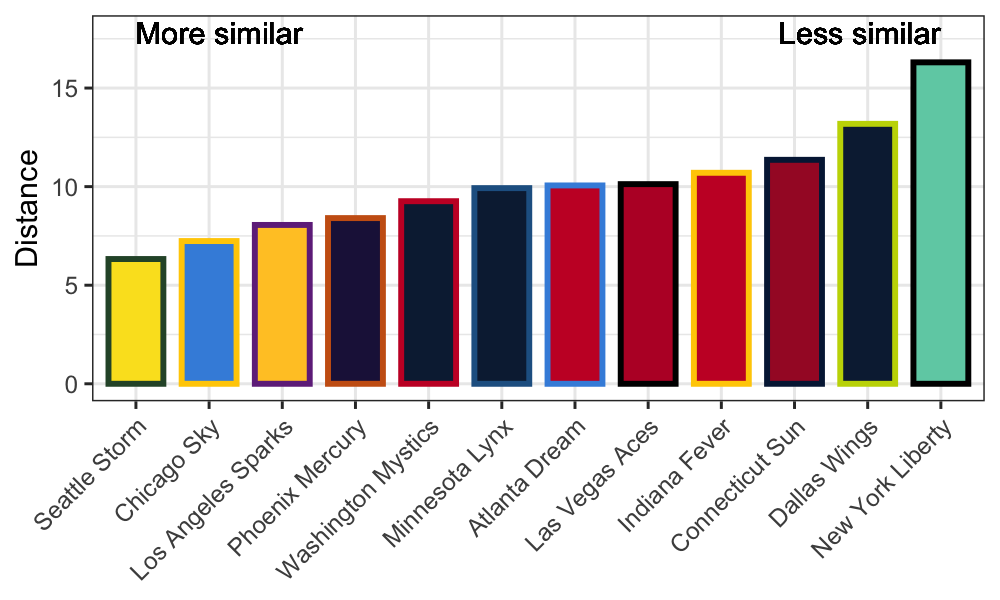 More similar
Less similar
Distance
15
10
5
0
Seattle Storm
Chicago Sky
Los Angeles Sparks
Phoenix Mercury
Washington Mystics
Minnesota Lynx
Atlanta Dream
Las Vegas Aces
Indiana Fever
Connecticut Sun
Dallas Wings
New York Liberty